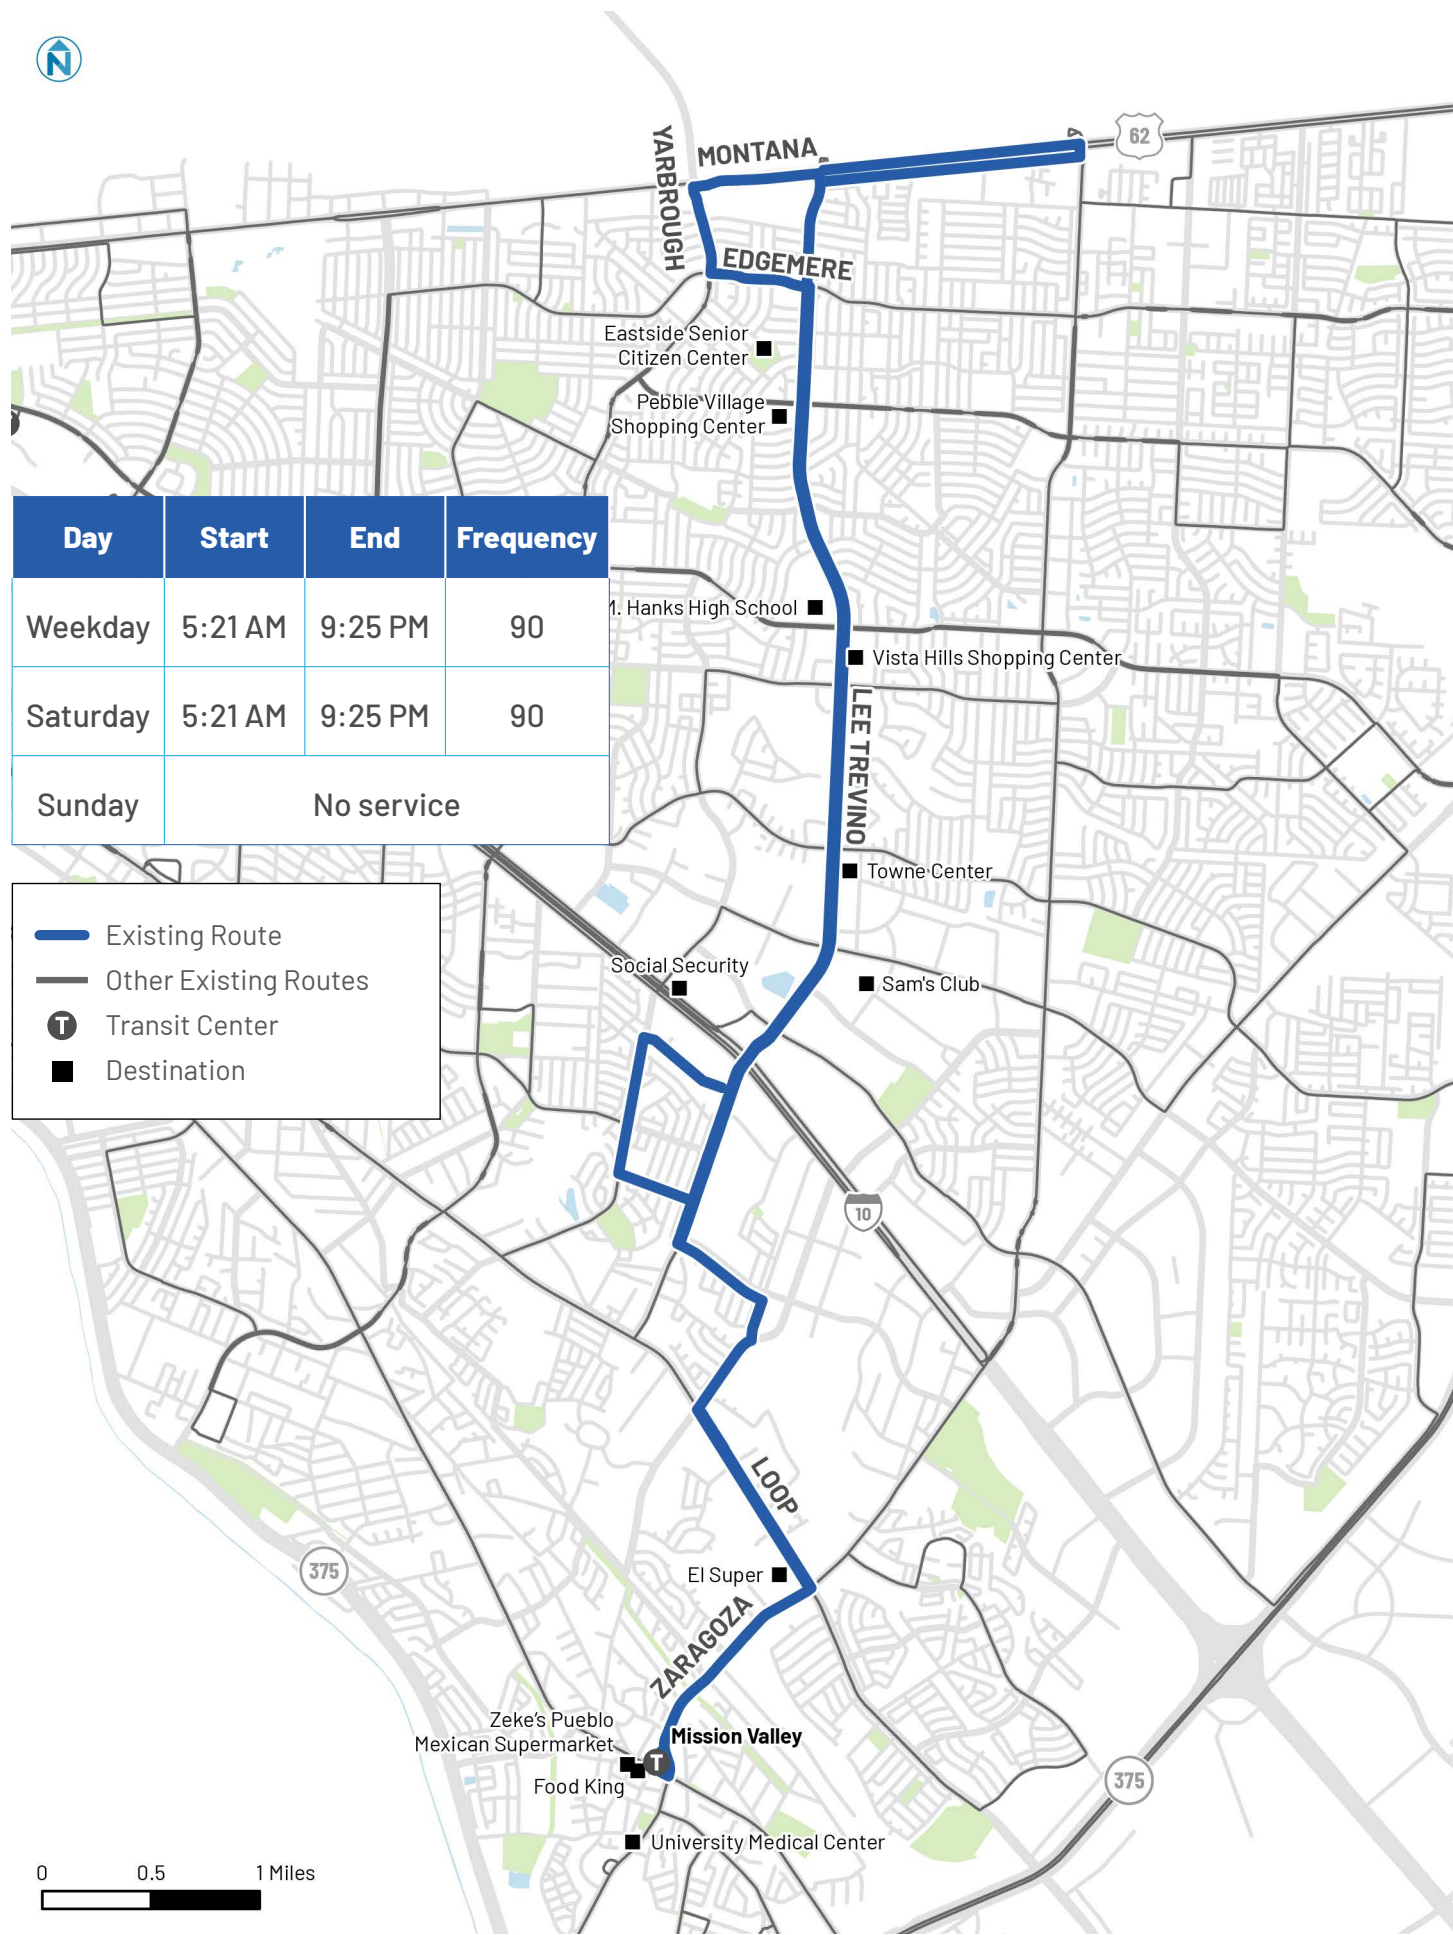 N
62
MONTANA
YARBROUGH
EDGEMERE
Eastside Senior
Citizen Center
Pebble Village
Shopping Center
Day Start End Frequency
Weekday 5:21 AM 9:25 PM 90
Saturday 5:21 AM 9:25 PM 90
Sunday No service
. Hanks High School
Vista Hills Shopping Center
LEE TREVINO
Towne Center
Social Security
Sam's Club
Existing Route
Other Existing Routes
T Transit Center
Destination
10
LOOP
375
El Super
ZARAGOZA
Zeke's Pueblo
Mexican Supermarket
Mission Valley
T
Food King
375
University Medical Center
0 0.5 1 Miles